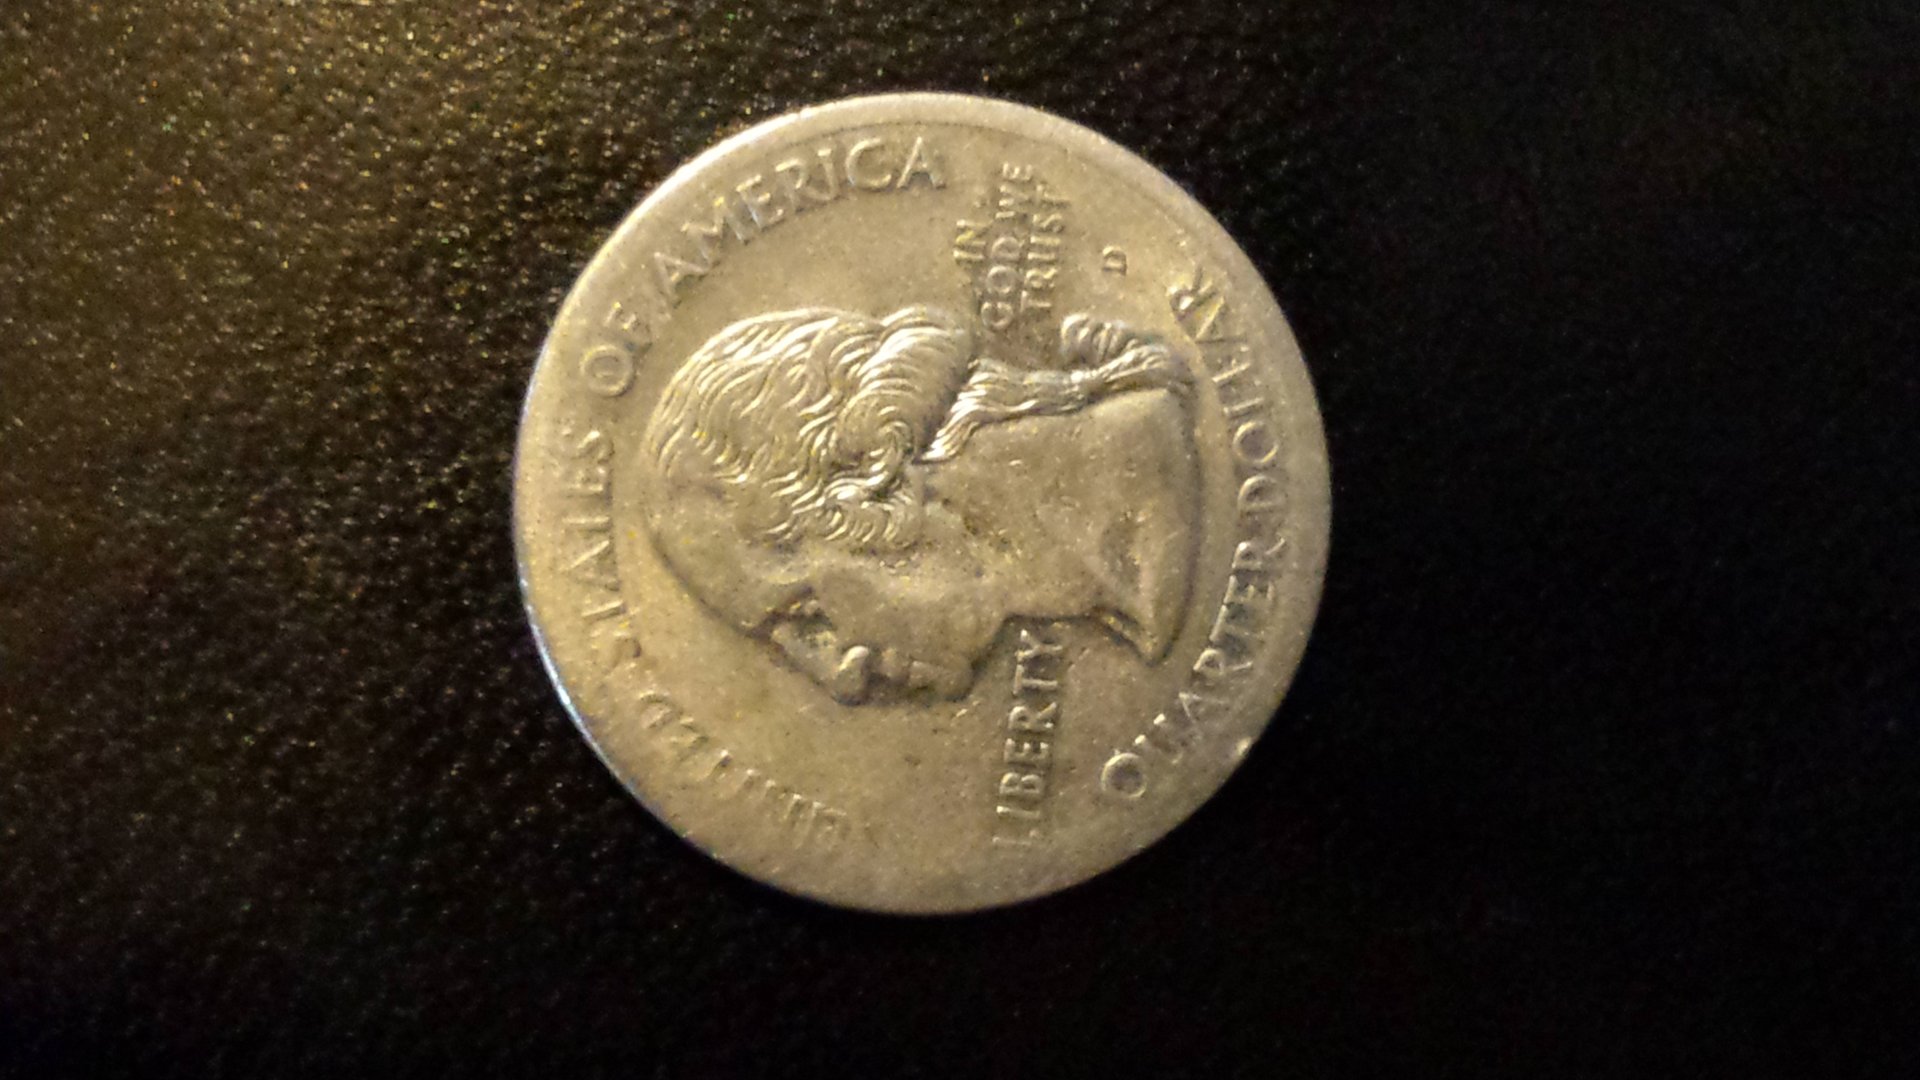 UNITED STATES OF AMERICA
LIBERTY
IN
GOD WE
TRUST
D
QUARTER DOLLAR